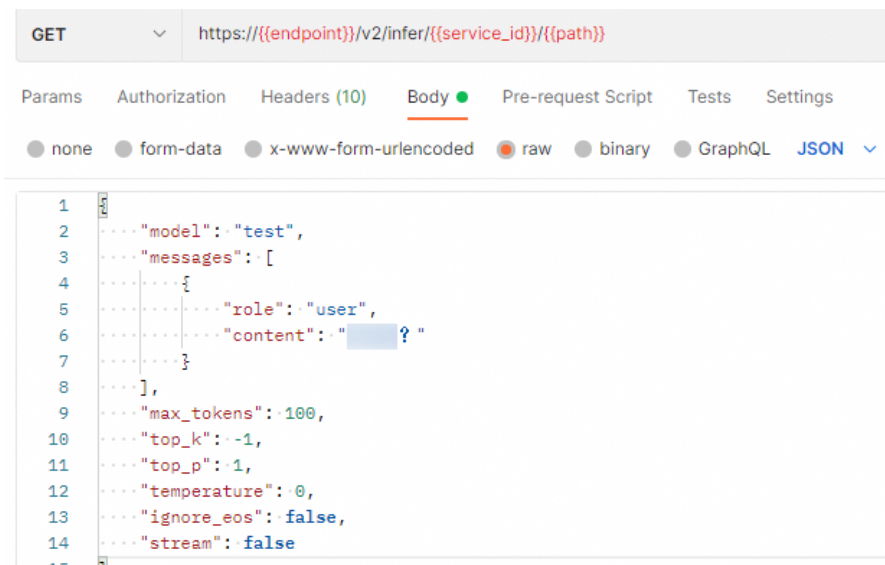 GET https://{{endpoint}}/v2/infer/{{service_id}}/{{path}}
Params Authorization Headers (10) Body Pre-request Script Tests Settings
none form-data x-www-form-urlencoded raw binary GraphQL JSON
1 {
2 "model": "test",
3 "messages": [
4 {
5 "role": "user",
6 "content": " ? "
7 }
8 ],
9 "max_tokens": 100,
10 "top_k": -1,
11 "top_p": 1,
12 "temperature": 0,
13 "ignore_eos": false,
14 "stream": false